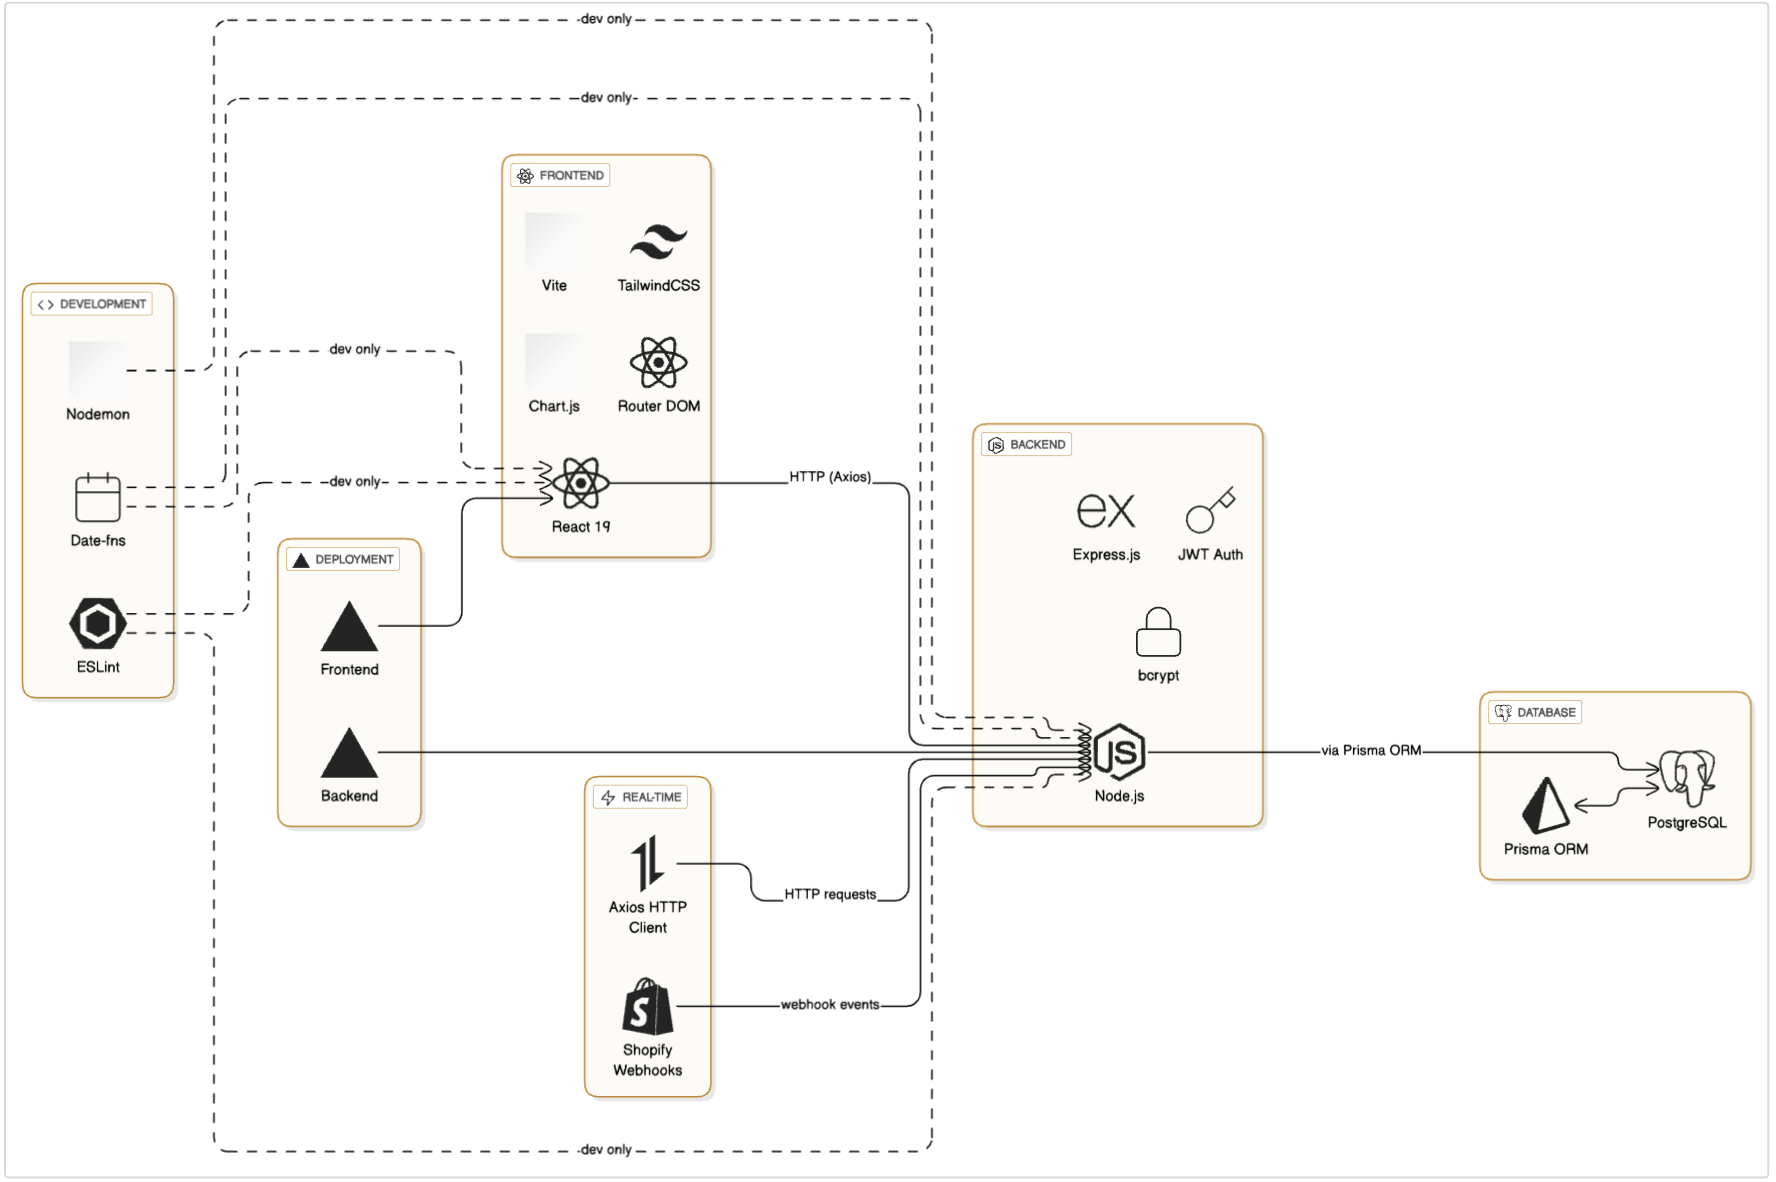 dev only
dev only
FRONTEND
Vite
TailwindCSS
Chart.js
Router DOM
React 19
DEVELOPMENT
Nodemon
Date-fns
ESLint
dev only
dev only
HTTP (Axios)
DEPLOYMENT
Frontend
Backend
BACKEND
ex
Express.js
JWT Auth
bcrypt
JS
Node.js
via Prisma ORM
DATABASE
Prisma ORM
PostgreSQL
REAL-TIME
Axios HTTP
Client
HTTP requests
S
Shopify
Webhooks
webhook events
dev only